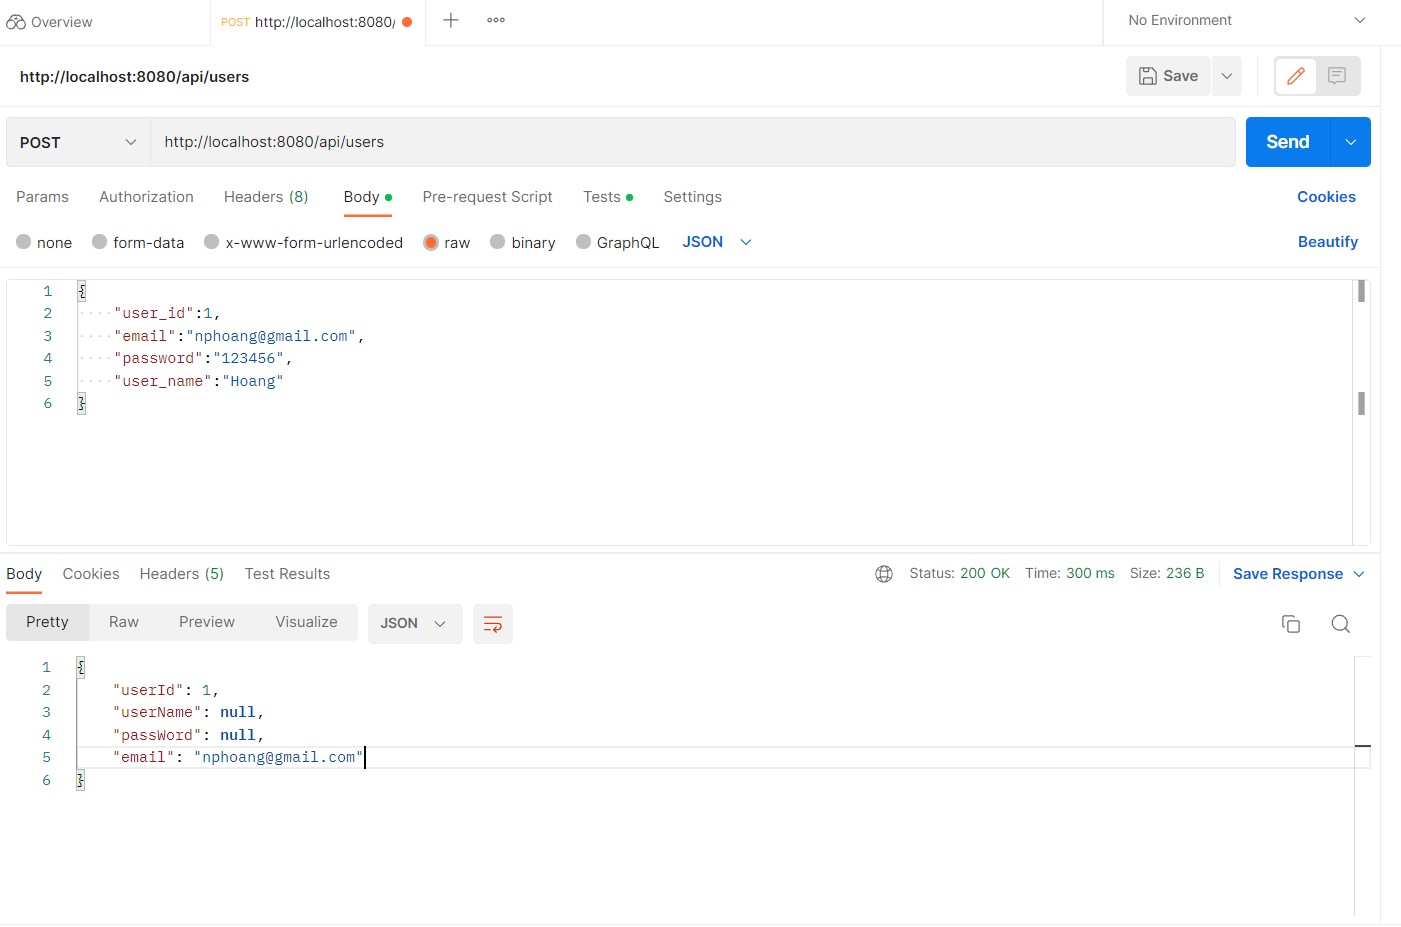 Overview
POST http://localhost:8080/
No Environment
http://localhost:8080/api/users
Save
POST
http://localhost:8080/api/users
Send
Params Authorization Headers (8) Body Pre-request Script Tests Settings
Cookies
none form-data x-www-form-urlencoded raw binary GraphQL JSON
Beautify
1 {
2 "user_id":1,
3 "email":"nphoang@gmail.com",
4 "password":"123456",
5 "user_name":"Hoang"
6 }
Body Cookies Headers (5) Test Results
Status: 200 OK Time: 300 ms Size: 236 B Save Response
Pretty Raw Preview Visualize JSON
1 {
2 "userId": 1,
3 "userName": null,
4 "passWord": null,
5 "email": "nphoang@gmail.com"
6 }